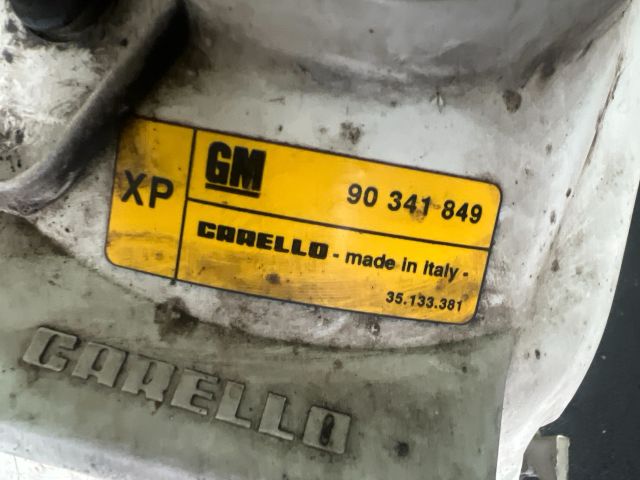 XP
GM
90 341 849
CARELLO - made in italy -
35.133.381
CARELLO